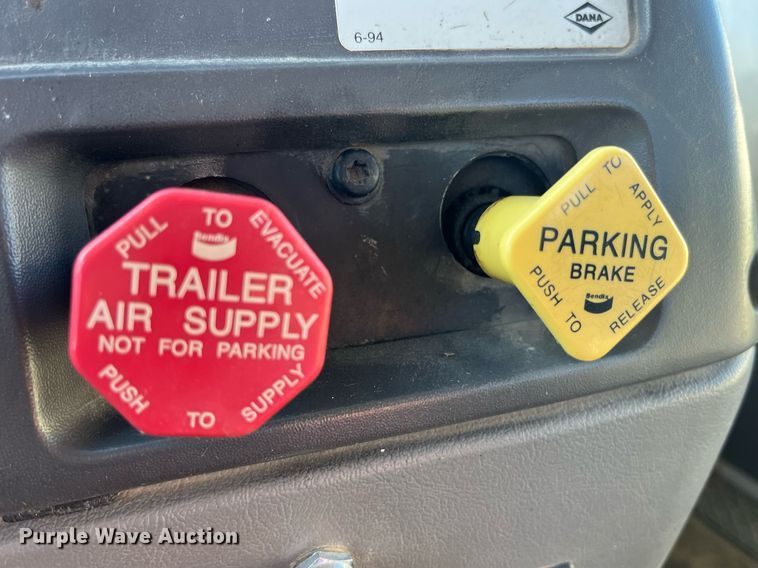 DANA
6-94
PULL TO EVACUATE
Bendix
TRAILER
AIR SUPPLY
NOT FOR PARKING
PUSH TO SUPPLY
PULL TO APPLY
PARKING
BRAKE
Bendix
PUSH TO RELEASE
Purple Wave Auction